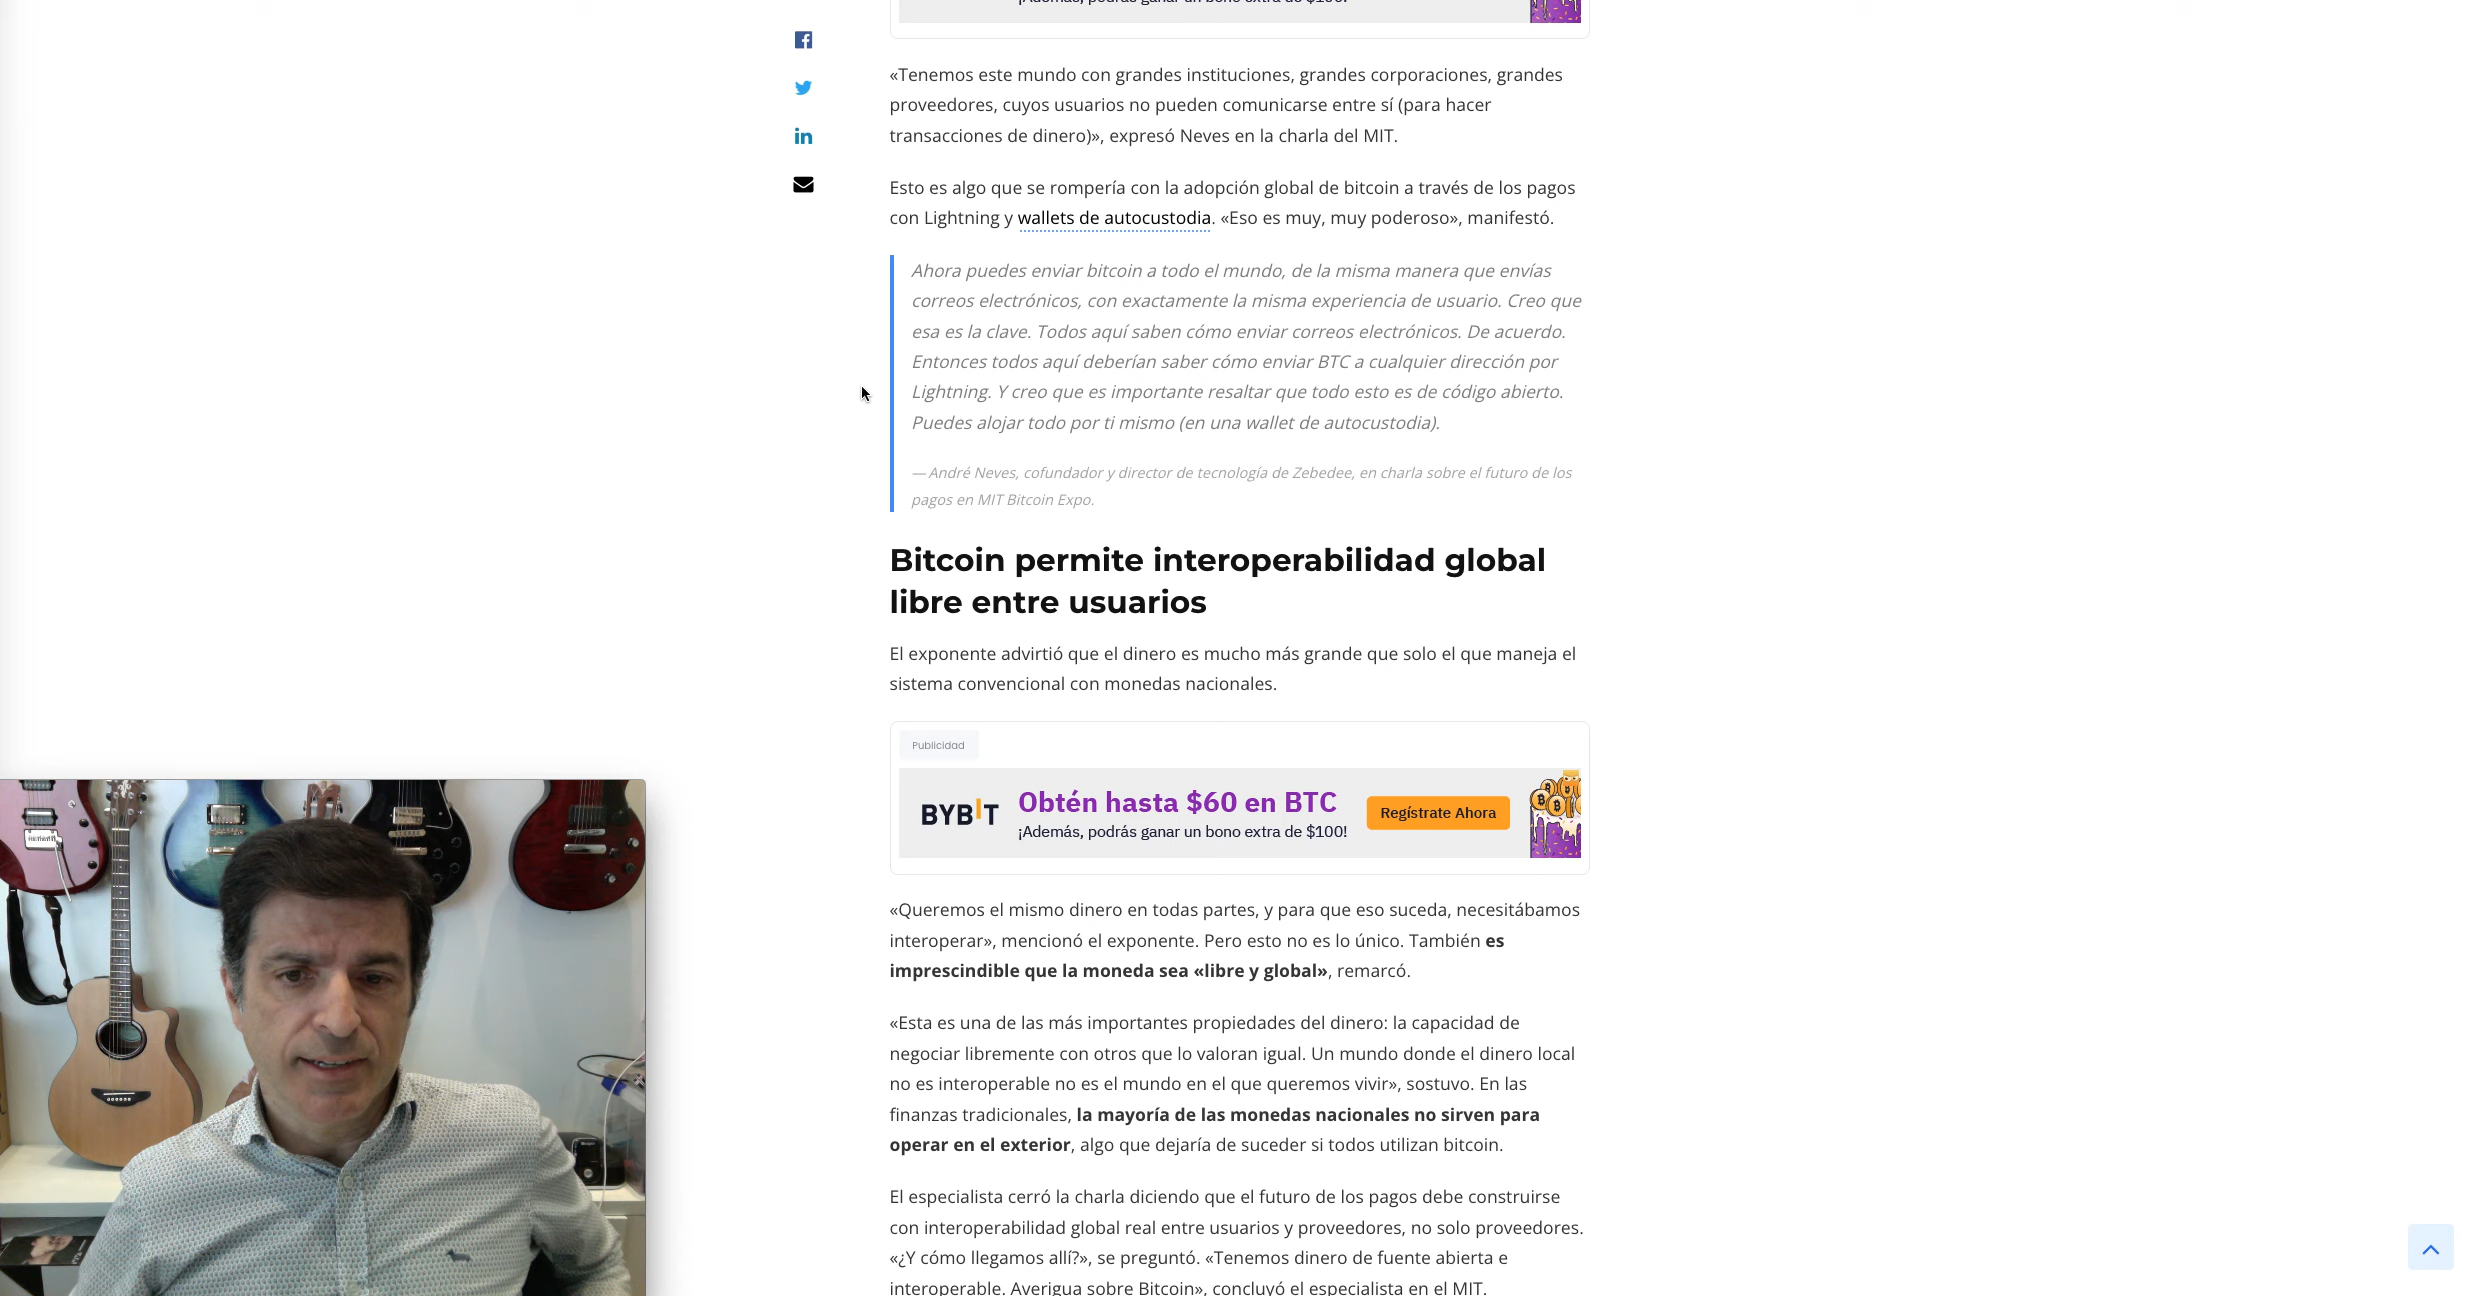 ¡Además, podrás ganar un bono extra de $100!
«Tenemos este mundo con grandes instituciones, grandes corporaciones, grandes
proveedores, cuyos usuarios no pueden comunicarse entre sí (para hacer
transacciones de dinero)», expresó Neves en la charla del MIT.
Esto es algo que se rompería con la adopción global de bitcoin a través de los pagos
con Lightning y wallets de autocustodia. «Eso es muy, muy poderoso», manifestó.
Ahora puedes enviar bitcoin a todo el mundo, de la misma manera que envías
correos electrónicos, con exactamente la misma experiencia de usuario. Creo que
esa es la clave. Todos aquí saben cómo enviar correos electrónicos. De acuerdo.
Entonces todos aquí deberían saber cómo enviar BTC a cualquier dirección por
Lightning. Y creo que es importante resaltar que todo esto es de código abierto.
Puedes alojar todo por ti mismo (en una wallet de autocustodia).
— André Neves, cofundador y director de tecnología de Zebedee, en charla sobre el futuro de los
pagos en MIT Bitcoin Expo.
Bitcoin permite interoperabilidad global
libre entre usuarios
El exponente advirtió que el dinero es mucho más grande que solo el que maneja el
sistema convencional con monedas nacionales.
Publicidad
BYBIT
Obtén hasta $60 en BTC
¡Además, podrás ganar un bono extra de $100!
Regístrate Ahora
«Queremos el mismo dinero en todas partes, y para que eso suceda, necesitábamos
interoperar», mencionó el exponente. Pero esto no es lo único. También es
imprescindible que la moneda sea «libre y global», remarcó.
«Esta es una de las más importantes propiedades del dinero: la capacidad de
negociar libremente con otros que lo valoran igual. Un mundo donde el dinero local
no es interoperable no es el mundo en el que queremos vivir», sostuvo. En las
finanzas tradicionales, la mayoría de las monedas nacionales no sirven para
operar en el exterior, algo que dejaría de suceder si todos utilizan bitcoin.
El especialista cerró la charla diciendo que el futuro de los pagos debe construirse
con interoperabilidad global real entre usuarios y proveedores, no solo proveedores.
«¿Y cómo llegamos allí?», se preguntó. «Tenemos dinero de fuente abierta e
interoperable. Averigua sobre Bitcoin», concluyó el especialista en el MIT.